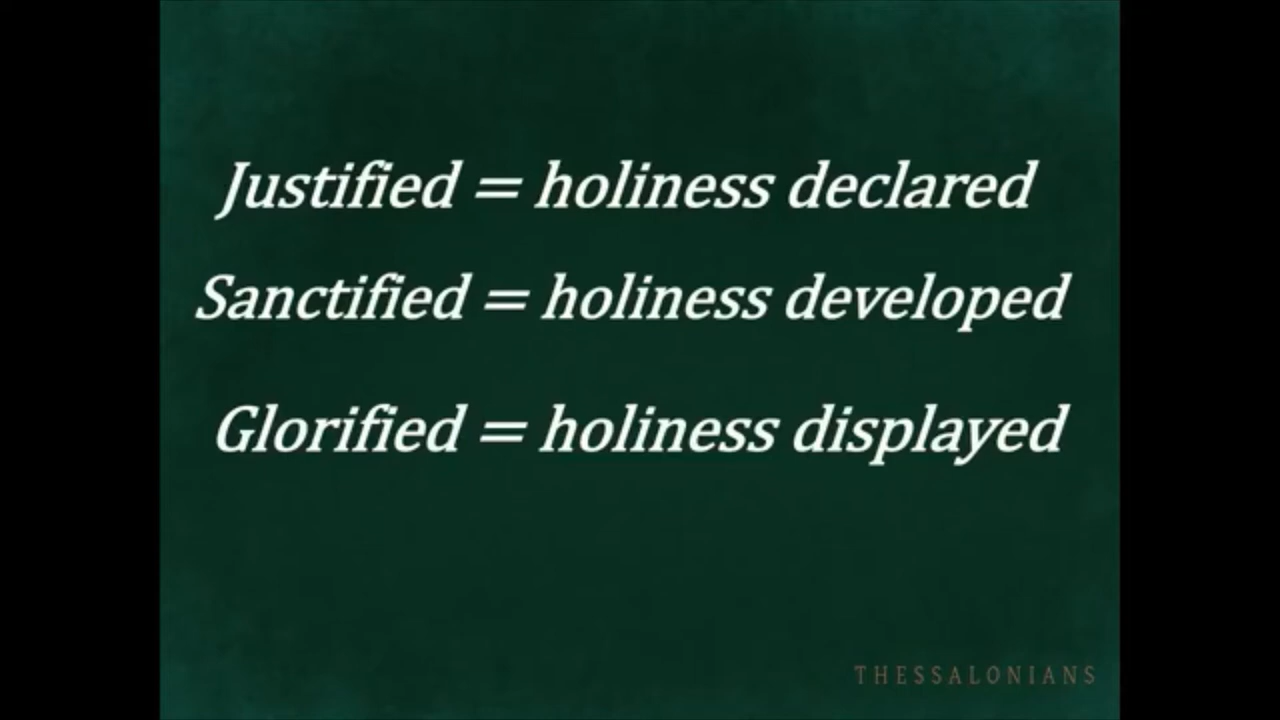 Justified = holiness declared
Sanctified = holiness developed
Glorified = holiness displayed
THESSALONIANS